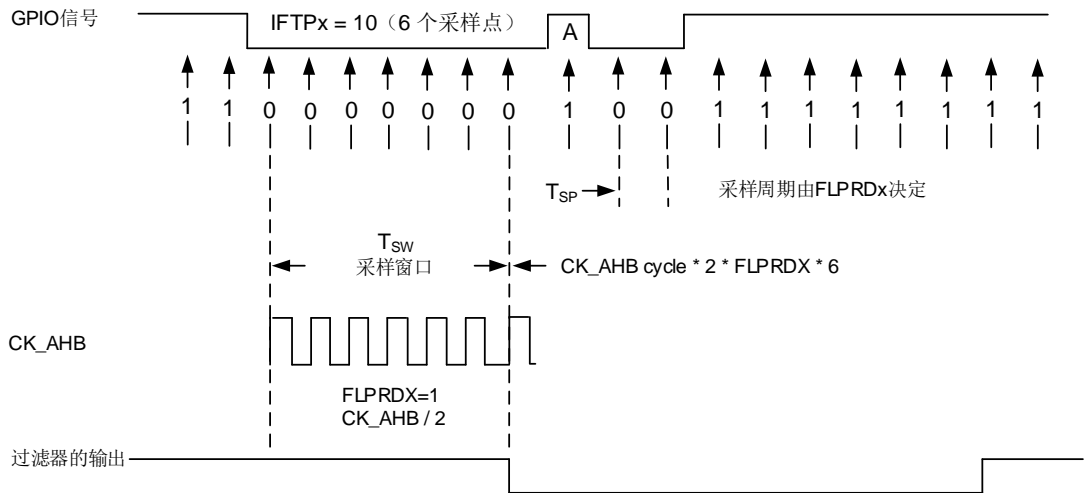 GPIO信号
IFTPx = 10（6 个采样点）
A
1 1 0 0 0 0 0 0 0 1 0 0 1 1 1 1 1 1 1 1
TSP
采样周期由FLPRDx决定
TSW
采样窗口
CK_AHB cycle * 2 * FLPRDX * 6
CK_AHB
FLPRDX=1
CK_AHB / 2
过滤器的输出